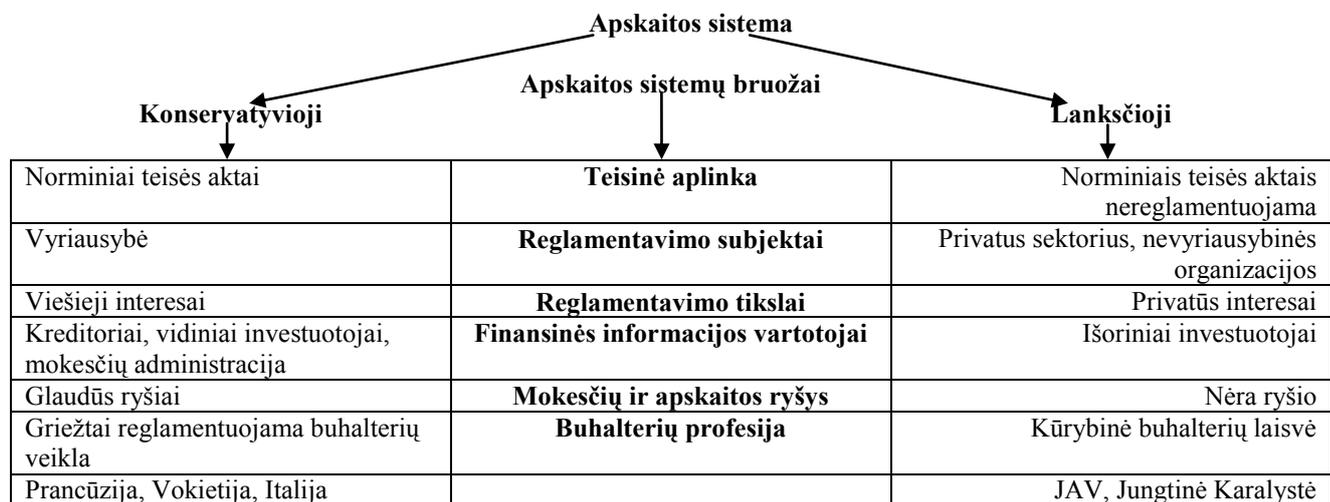 Apskaitos sistema
Apskaitos sistemų bruožai
Konservatyvioji
Lanksčioji
Norminiai teisės aktai
Teisinė aplinka
Norminiais teisės aktais
nereglamentuojama
Vyriausybė
Reglamentavimo subjektai
Privatus sektorius, nevyriausybinės
organizacijos
Viešieji interesai
Reglamentavimo tikslai
Privatūs interesai
Kreditoriai, vidiniai investuotojai,
mokesčių administracija
Finansinės informacijos vartotojai
Išoriniai investuotojai
Glaudūs ryšiai
Mokesčių ir apskaitos ryšys
Nėra ryšio
Griežtai reglamentuojama buhalterių
veikla
Buhalterių profesija
Kūrybinė buhalterių laisvė
Prancūzija, Vokietija, Italija
JAV, Jungtinė Karalystė